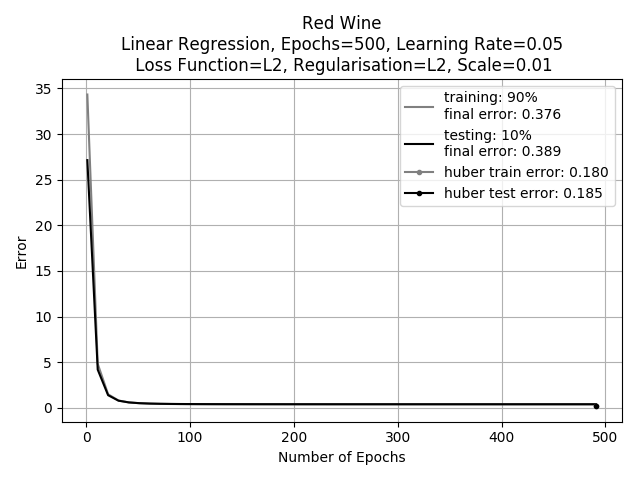 Red Wine
Linear Regression, Epochs=500, Learning Rate=0.05
Loss Function=L2, Regularisation=L2, Scale=0.01
35
30
25
20
15
10
5
0
Error
training: 90%
final error: 0.376
testing: 10%
final error: 0.389
huber train error: 0.180
huber test error: 0.185
0 100 200 300 400 500
Number of Epochs